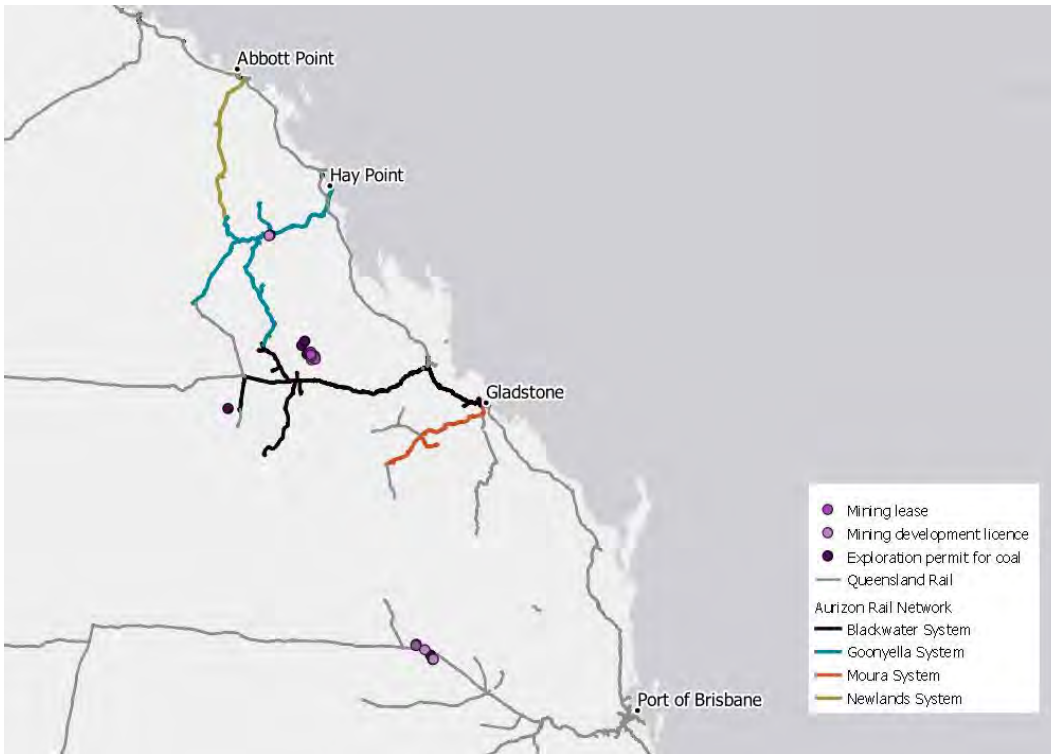 Abbott Point
Hay Point
Gladstone
Mining lease
Mining development licence
Exploration permit for coal
Queensland Rail
Aurizon Rail Network
Blackwater System
Goonyella System
Moura System
Newlands System
Port of Brisbane